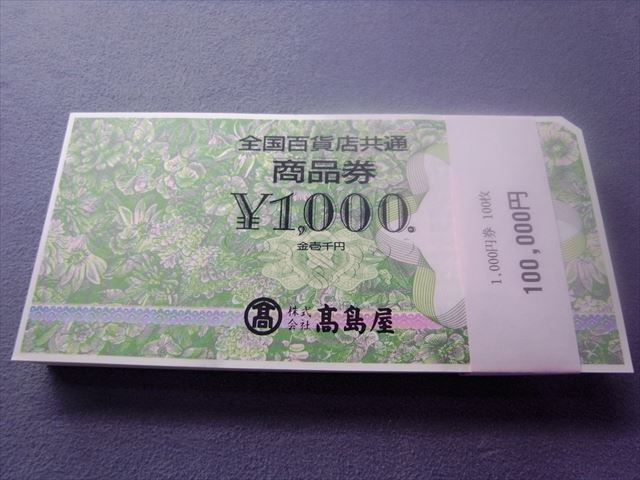 全国百貨店共通
商品券
¥1,000
金壱千円
髙 株式会社 髙島屋
1,000円券 100枚
100,000円